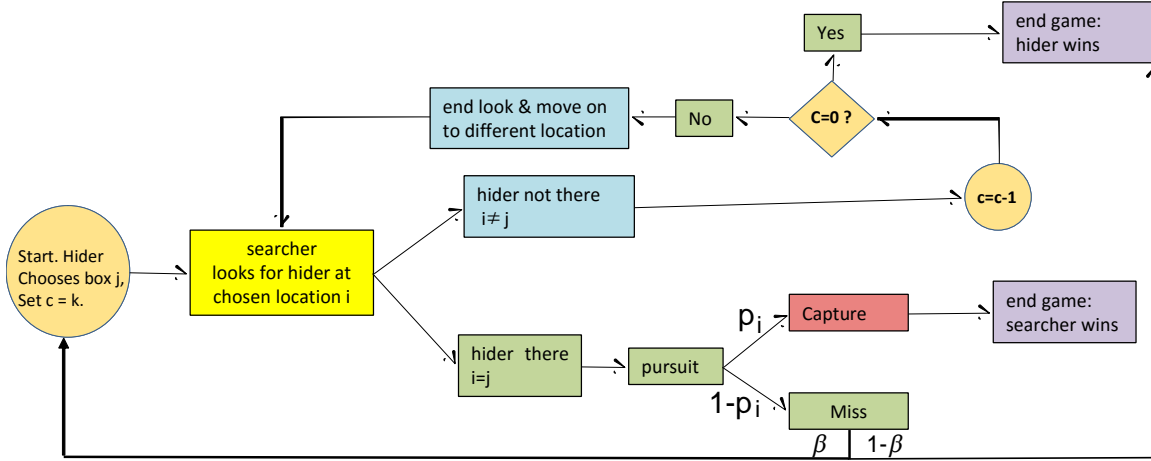 Yes
end game:
hider wins
end look & move on
to different location
No
C=0 ?
hider not there
i≠ j
c=c-1
Start. Hider
Chooses box j,
Set c = k.
searcher
looks for hider at
chosen location i
pi
Capture
end game:
searcher wins
hider there
i=j
pursuit
1-pi
Miss
β 1-β